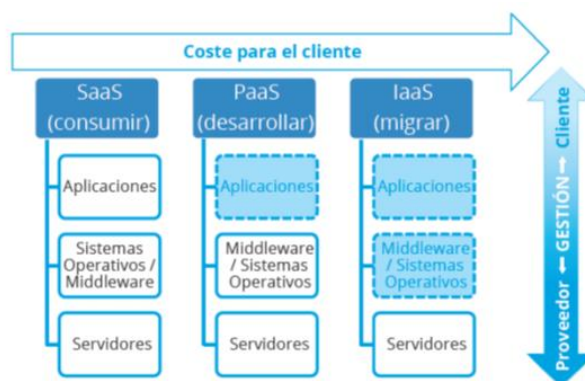 Coste para el cliente
SaaS
(consumir)
PaaS
(desarrollar)
IaaS
(migrar)
Aplicaciones
Aplicaciones
Aplicaciones
Sistemas
Operativos /
Middleware
Middleware
/ Sistemas
Operativos
Middleware
/ Sistemas
Operativos
Servidores
Servidores
Servidores
Proveedor ← GESTIÓN → Cliente